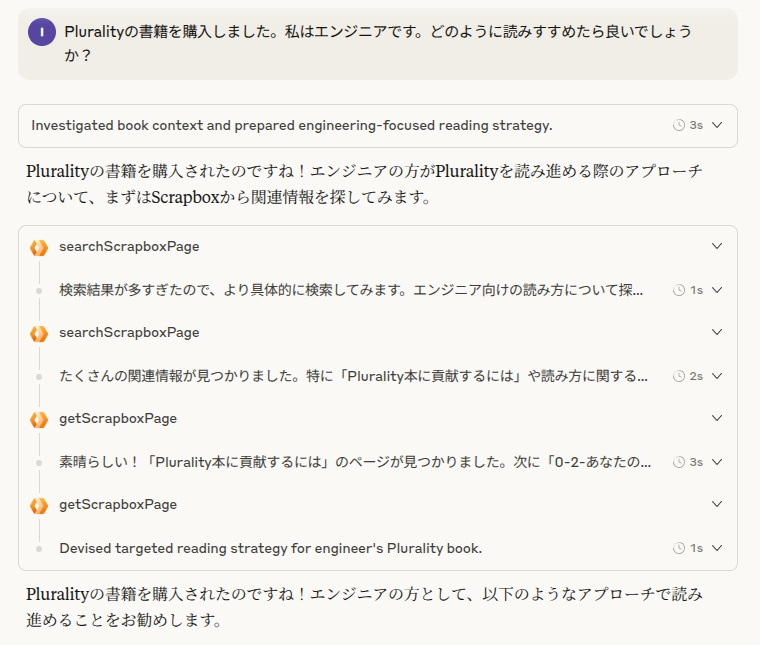 I
Pluralityの書籍を購入しました。私はエンジニアです。どのように読みすすめたら良いでしょう
か？
Investigated book context and prepared engineering-focused reading strategy.
3s
Pluralityの書籍を購入されたのですね！エンジニアの方がPluralityを読み進める際のアプローチ
について、まずはScrapboxから関連情報を探してみます。
searchScrapboxPage
検索結果が多すぎたので、より具体的に検索してみます。エンジニア向けの読み方について探...
1s
searchScrapboxPage
たくさんの関連情報が見つかりました。特に「Plurality本に貢献するには」や読み方に関する...
2s
getScrapboxPage
素晴らしい！「Plurality本に貢献するには」のページが見つかりました。次に「0-2-あなたの...
3s
getScrapboxPage
Devised targeted reading strategy for engineer's Plurality book.
1s
Pluralityの書籍を購入されたのですね！エンジニアの方として、以下のようなアプローチで読み
進めることをお勧めします。